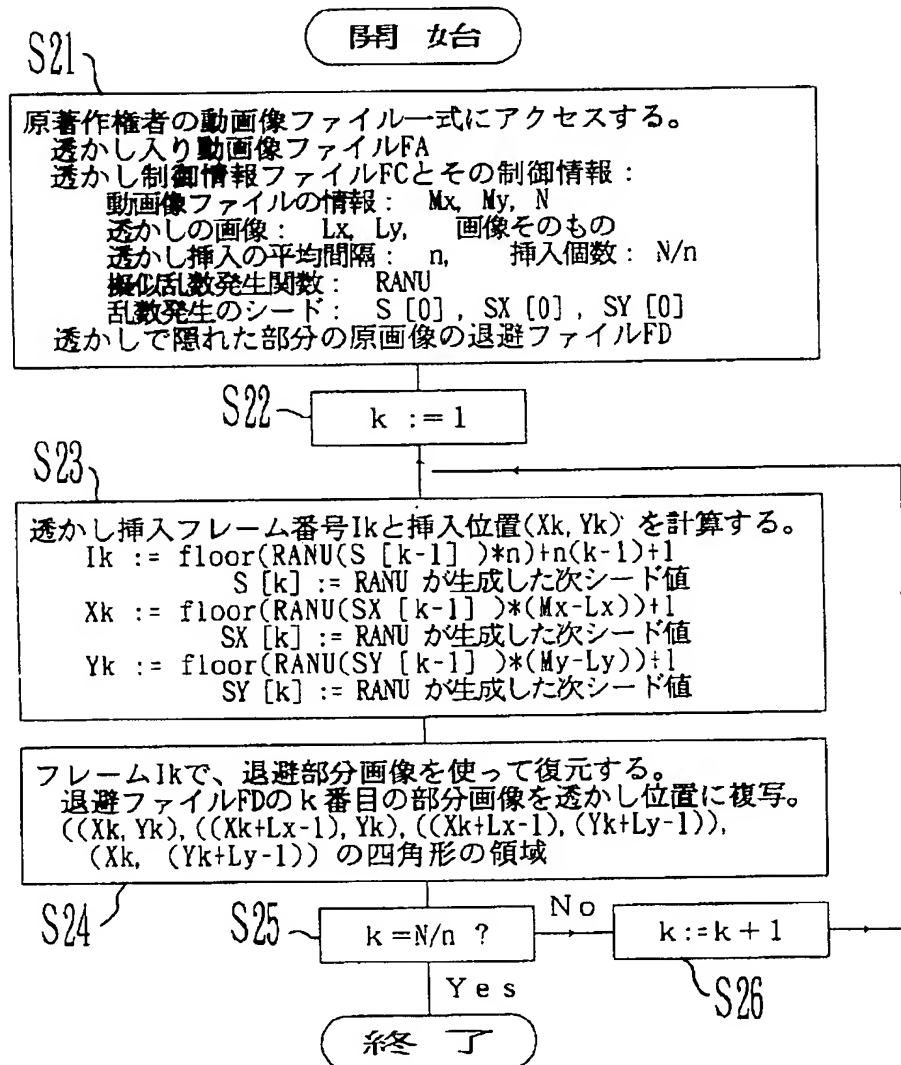 開 始
S21
原著作権者の動画像ファイル一式にアクセスする。
透かし入り動画像ファイルFA
透かし制御情報ファイルFCとその制御情報:
動画像ファイルの情報: Mx, My, N
透かしの画像: Lx, Ly, 画像そのもの
透かし挿入の平均間隔: n, 挿入個数: N/n
擬似乱数発生関数: RANU
乱数発生のシード: S [0] , SX [0] , SY [0]
透かしで隠れた部分の原画像の退避ファイルFD
S22
k :=1
S23
透かし挿入フレーム番号Ikと挿入位置(Xk, Yk) を計算する。
Ik := floor(RANU(S [k-1] )*n)+n(k-1)+1
S [k] := RANU が生成した次シード値
Xk := floor(RANU(SX [k-1] )*(Mx-Lx))+1
SX [k] := RANU が生成した次シード値
Yk := floor(RANU(SY [k-1] )*(My-Ly))+1
SY [k] := RANU が生成した次シード値
フレームIkで、退避部分画像を使って復元する。
退避ファイルFDのk番目の部分画像を透かし位置に複写。
((Xk, Yk), ((Xk+Lx-1), Yk), ((Xk+Lx-1), (Yk+Ly-1)),
(Xk, (Yk+Ly-1)) の四角形の領域
S24
S25
k=N/n ?
No
k:=k+1
S26
Yes
終 了